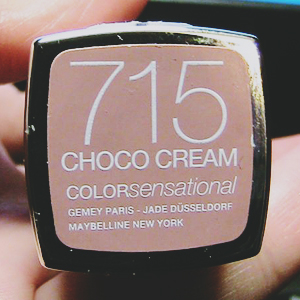 715
CHOCO CREAM
COLORsensational
GEMEY PARIS - JADE DÜSSELDORF
MAYBELLINE NEW YORK